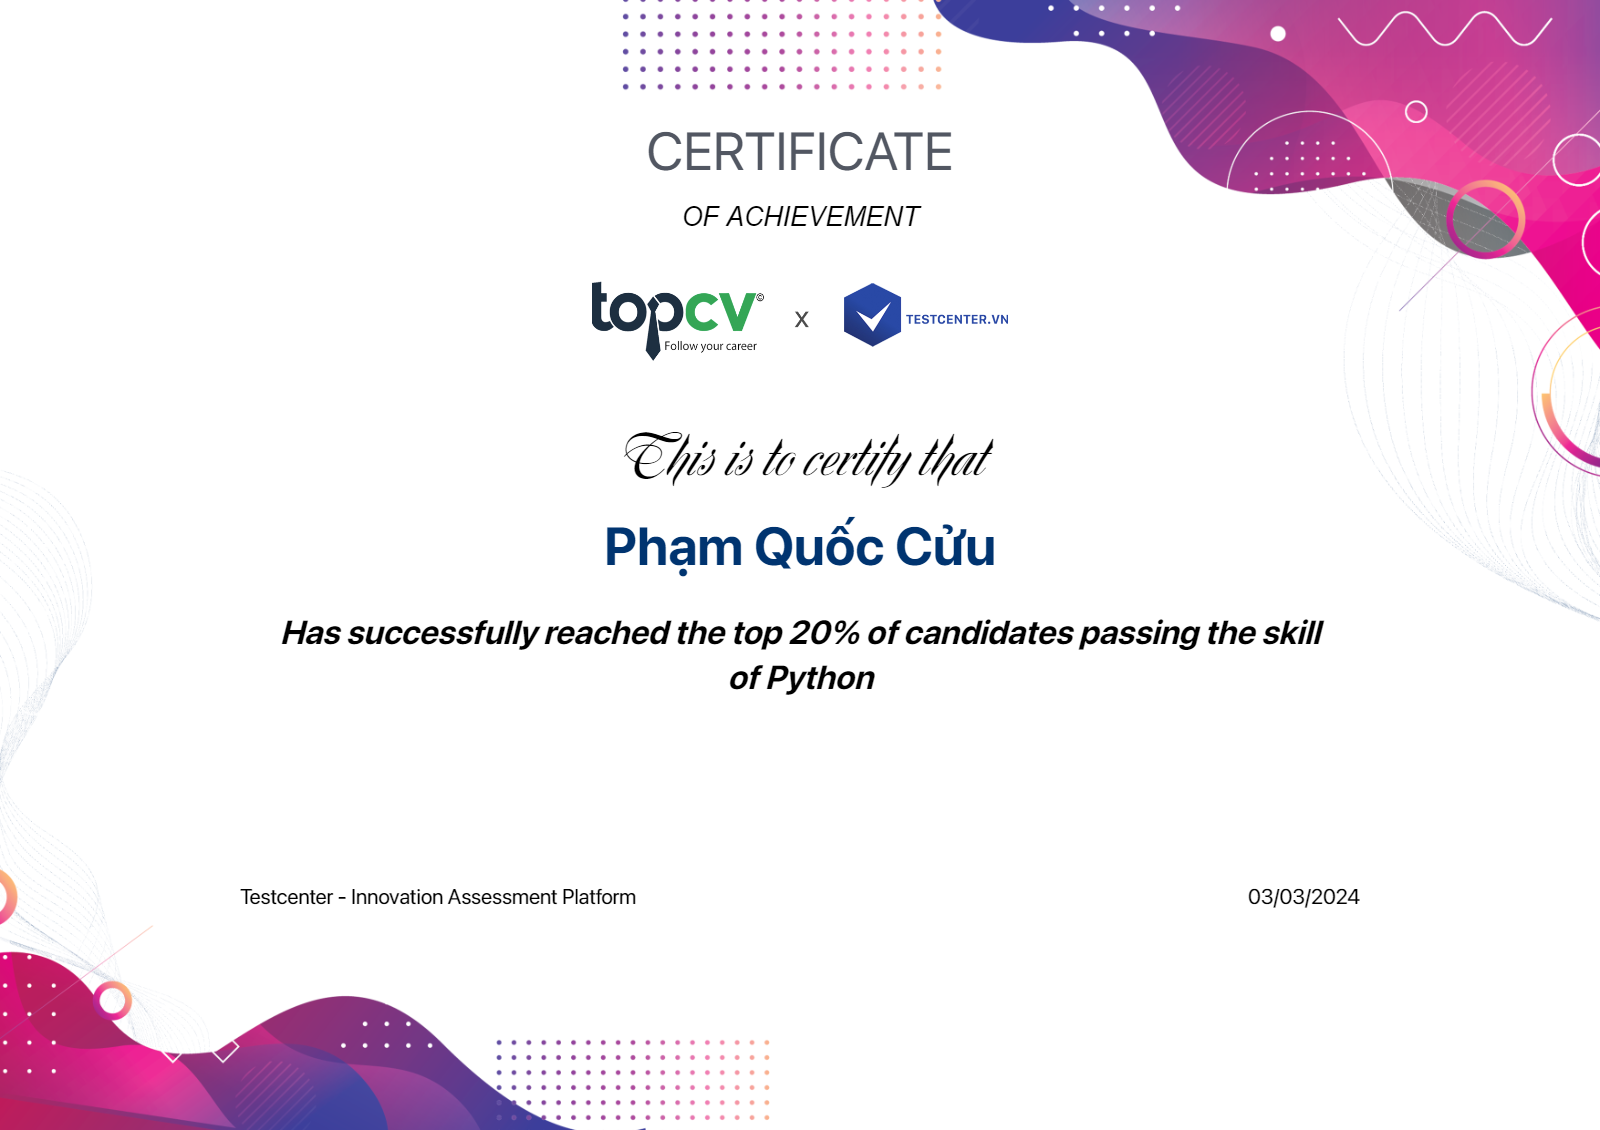 CERTIFICATE
OF ACHIEVEMENT
topcv©
Follow your career
x
TESTCENTER.VN
This is to certify that
Phạm Quốc Cửu
Has successfully reached the top 20% of candidates passing the skill
of Python
Testcenter - Innovation Assessment Platform
03/03/2024